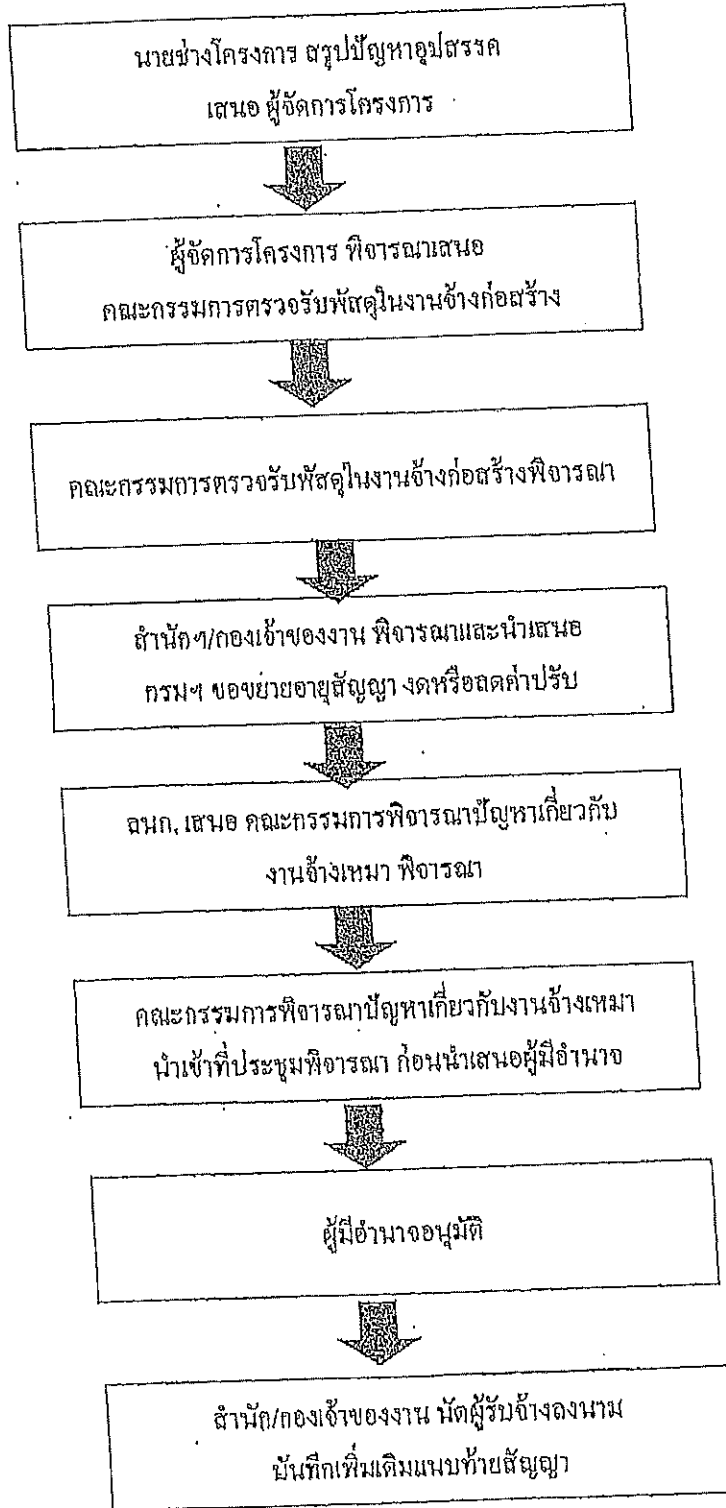 นายช่างโครงการ สรุปปัญหาอุปสรรค
เสนอ ผู้จัดการโครงการ
ผู้จัดการโครงการ พิจารณาเสนอ
คณะกรรมการตรวจรับพัสดุในงานจ้างก่อสร้าง
คณะกรรมการตรวจรับพัสดุในงานจ้างก่อสร้างพิจารณา
สำนักฯ/กองเจ้าของงาน พิจารณาและนำเสนอ
กรมฯ ขอขยายอายุสัญญา งดหรือลดค่าปรับ
ลนก. เสนอ คณะกรรมการพิจารณาปัญหาเกี่ยวกับ
งานจ้างเหมา พิจารณา
คณะกรรมการพิจารณาปัญหาเกี่ยวกับงานจ้างเหมา
นำเข้าที่ประชุมพิจารณา ก่อนนำเสนอผู้มีอำนาจ
ผู้มีอำนาจอนุมัติ
สำนัก/กองเจ้าของงาน นัดผู้รับจ้างลงนาม
บันทึกเพิ่มเติมแนบท้ายสัญญา